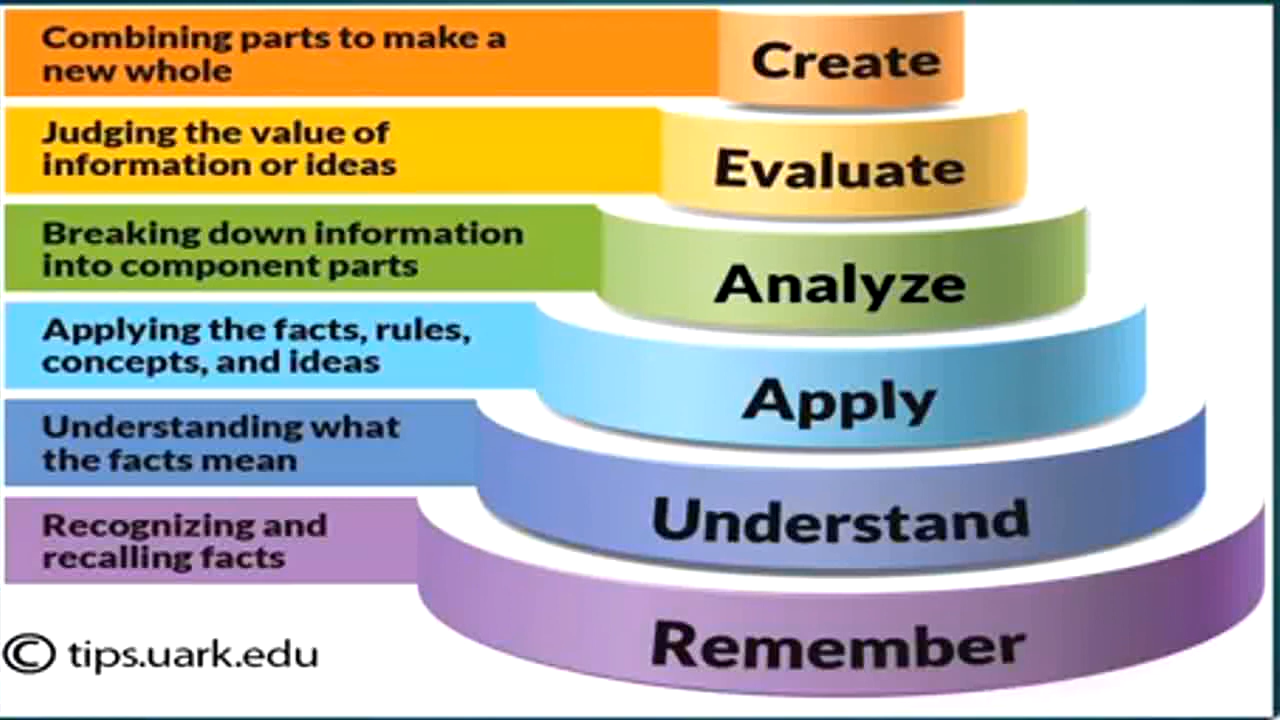 Combining parts to make a
new whole
Create
Judging the value of
information or ideas
Evaluate
Breaking down information
into component parts
Analyze
Applying the facts, rules,
concepts, and ideas
Apply
Understanding what
the facts mean
Understand
Recognizing and
recalling facts
Remember
© tips.uark.edu